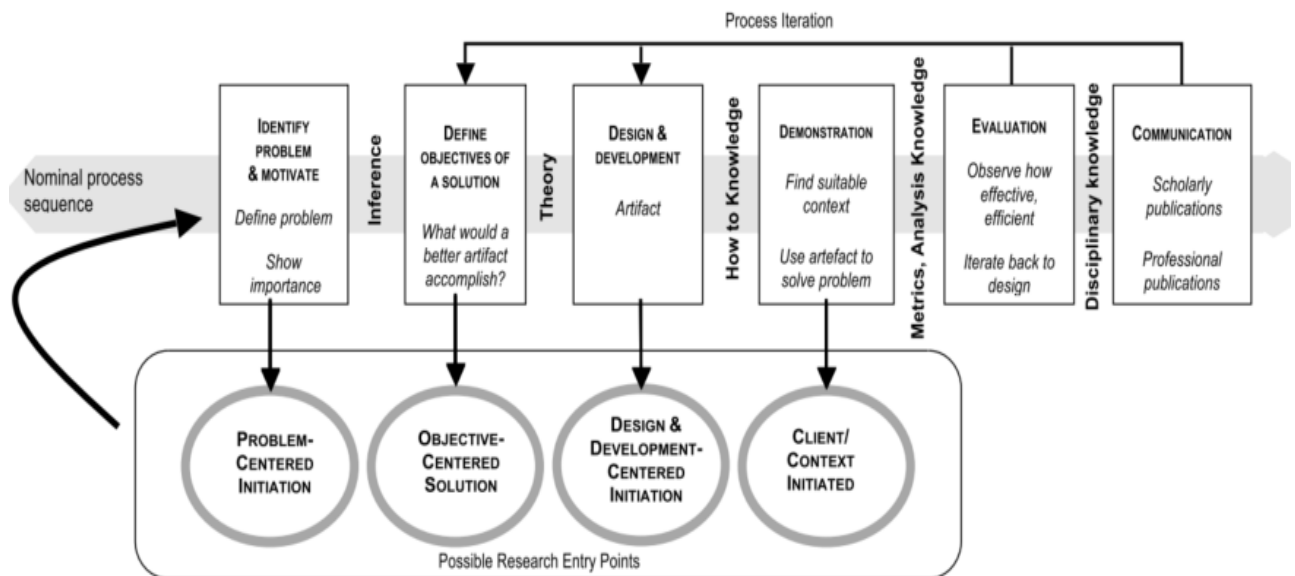 Process Iteration
Nominal process
sequence
IDENTIFY
PROBLEM
& MOTIVATE
Define problem
Show
importance
Inference
DEFINE
OBJECTIVES OF
A SOLUTION
What would a
better artifact
accomplish?
Theory
DESIGN &
DEVELOPMENT
Artifact
How to Knowledge
DEMONSTRATION
Find suitable
context
Use artefact to
solve problem
Metrics, Analysis Knowledge
EVALUATION
Observe how
effective,
efficient
Iterate back to
design
Disciplinary knowledge
COMMUNICATION
Scholarly
publications
Professional
publications
PROBLEM-
CENTERED
INITIATION
OBJECTIVE-
CENTERED
SOLUTION
DESIGN &
DEVELOPMENT-
CENTERED
INITIATION
CLIENT/
CONTEXT
INITIATED
Possible Research Entry Points